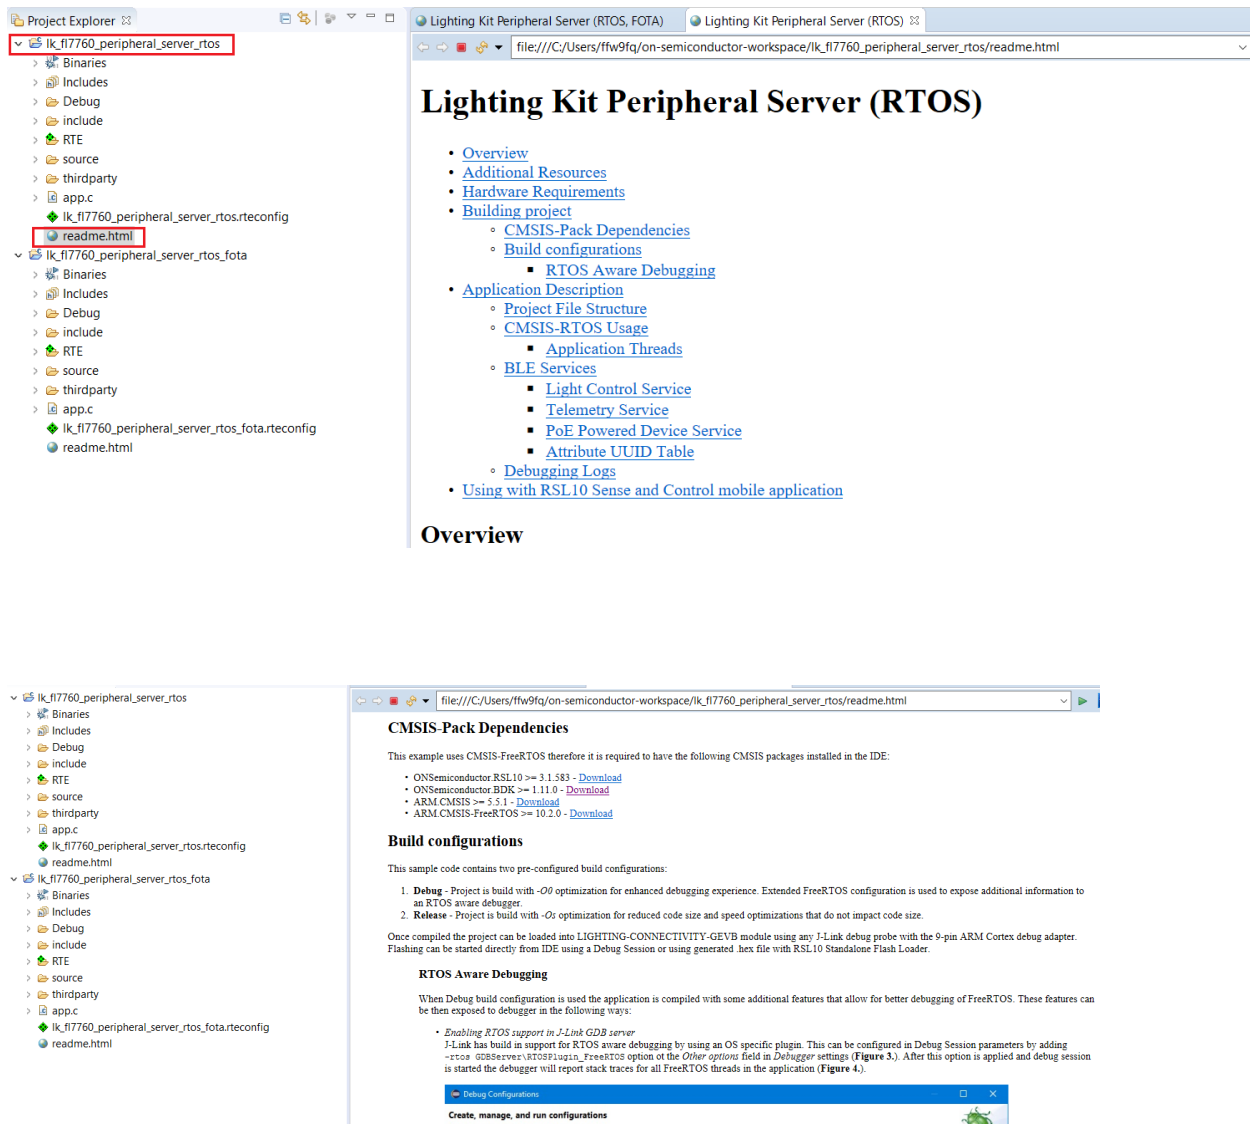 Project Explorer
lk_fl7760_peripheral_server_rtos
Binaries
Includes
Debug
include
RTE
source
thirdparty
app.c
lk_fl7760_peripheral_server_rtos.rteconfig
readme.html
lk_fl7760_peripheral_server_rtos_fota
Binaries
Includes
Debug
include
RTE
source
thirdparty
app.c
lk_fl7760_peripheral_server_rtos_fota.rteconfig
readme.html
Lighting Kit Peripheral Server (RTOS, FOTA)
Lighting Kit Peripheral Server (RTOS)
file:///C:/Users/ffw9fq/on-semiconductor-workspace/lk_fl7760_peripheral_server_rtos/readme.html
Lighting Kit Peripheral Server (RTOS)
• Overview
• Additional Resources
• Hardware Requirements
• Building project
◦ CMSIS-Pack Dependencies
◦ Build configurations
▪ RTOS Aware Debugging
• Application Description
◦ Project File Structure
◦ CMSIS-RTOS Usage
▪ Application Threads
◦ BLE Services
▪ Light Control Service
▪ Telemetry Service
▪ PoE Powered Device Service
▪ Attribute UUID Table
◦ Debugging Logs
• Using with RSL10 Sense and Control mobile application
Overview
lk_fl7760_peripheral_server_rtos
Binaries
Includes
Debug
include
RTE
source
thirdparty
app.c
lk_fl7760_peripheral_server_rtos.rteconfig
readme.html
lk_fl7760_peripheral_server_rtos_fota
Binaries
Includes
Debug
include
RTE
source
thirdparty
app.c
lk_fl7760_peripheral_server_rtos_fota.rteconfig
readme.html
file:///C:/Users/ffw9fq/on-semiconductor-workspace/lk_fl7760_peripheral_server_rtos/readme.html
CMSIS-Pack Dependencies
This example uses CMSIS-FreeRTOS therefore it is required to have the following CMSIS packages installed in the IDE:
• ONSemiconductor.RSL10 >= 3.1.583 - Download
• ONSemiconductor.BDK >= 1.11.0 - Download
• ARM.CMSIS >= 5.5.1 - Download
• ARM.CMSIS-FreeRTOS >= 10.2.0 - Download
Build configurations
This sample code contains two pre-configured build configurations:
1. Debug - Project is build with -O0 optimization for enhanced debugging experience. Extended FreeRTOS configuration is used to expose additional information to
an RTOS aware debugger.
2. Release - Project is build with -Os optimization for reduced code size and speed optimizations that do not impact code size.
Once compiled the project can be loaded into LIGHTING-CONNECTIVITY-GEVB module using any J-Link debug probe with the 9-pin ARM Cortex debug adapter.
Flashing can be started directly from IDE using a Debug Session or using generated .hex file with RSL10 Standalone Flash Loader.
RTOS Aware Debugging
When Debug build configuration is used the application is compiled with some additional features that allow for better debugging of FreeRTOS. These features can
be then exposed to debugger in the following ways:
• Enabling RTOS support in J-Link GDB server
J-Link has build in support for RTOS aware debugging by using an OS specific plugin. This can be configured in Debug Session parameters by adding
-rtos GDBServer\RTOSPlugin_FreeRTOS option ot the Other options field in Debugger settings (Figure 3.). After this option is applied and debug session
is started the debugger will report stack traces for all FreeRTOS threads in the application (Figure 4.).
Debug Configurations
Create, manage, and run configurations